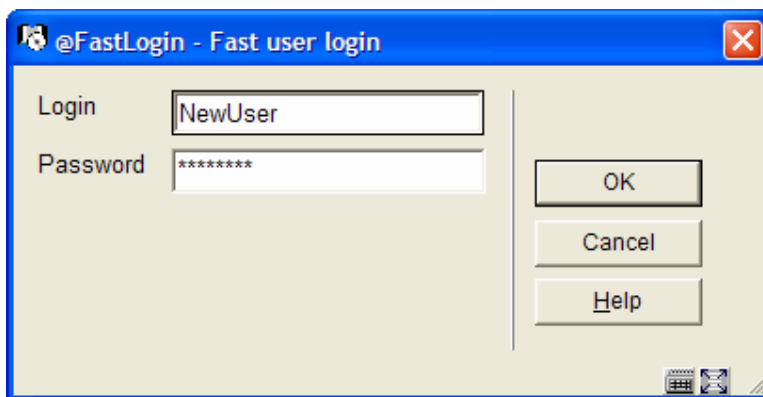 @FastLogin - Fast user login
Login NewUser
Password ********
OK
Cancel
Help